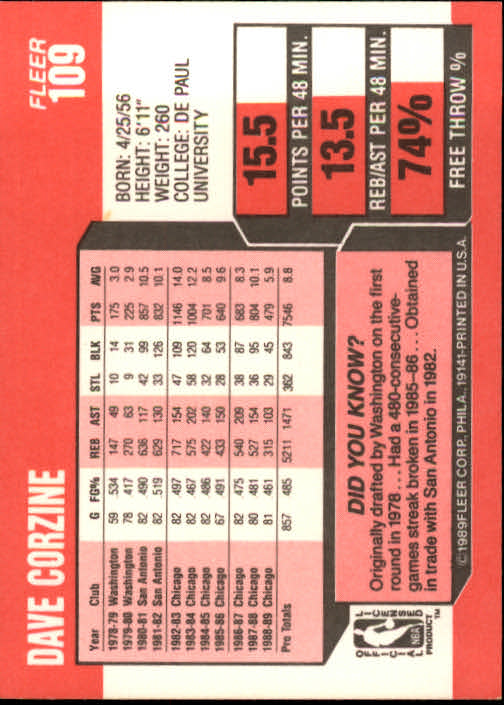 DAVE CORZINE
FLEER
109
BORN: 4/25/56
HEIGHT: 6'11"
WEIGHT: 260
COLLEGE: DE PAUL
UNIVERSITY
15.5
POINTS PER 48 MIN.
13.5
REB/AST PER 48 MIN.
74%
FREE THROW %
Year Club G FG% REB AST STL BLK PTS AVG
1978-79 Washington 59 .534 147 49 10 14 175 3.0
1979-80 Washington 78 .417 270 63 9 31 225 2.9
1980-81 San Antonio 82 .490 636 117 42 99 857 10.5
1981-82 San Antonio 82 .519 629 130 33 126 832 10.1
1982-83 Chicago 82 .497 717 154 47 109 1146 14.0
1983-84 Chicago 82 .467 575 202 58 120 1004 12.2
1984-85 Chicago 82 .486 422 140 32 64 701 8.5
1985-86 Chicago 67 .491 433 150 28 53 640 9.6
1986-87 Chicago 82 .475 540 209 38 87 683 8.3
1987-88 Chicago 80 .481 527 154 36 95 804 10.1
1988-89 Chicago 81 .461 315 103 29 45 479 5.9
Pro Totals 857 .485 5211 1471 362 843 7546 8.8
DID YOU KNOW?
Originally drafted by Washington on the first
round in 1978 . . . Had a 480-consecutive-
games streak broken in 1985-86 . . . Obtained
in trade with San Antonio in 1982.
OFFICIAL LICENSED
NBA
PRODUCT™
©1989 FLEER CORP., PHILA., 19141-PRINTED IN U.S.A.